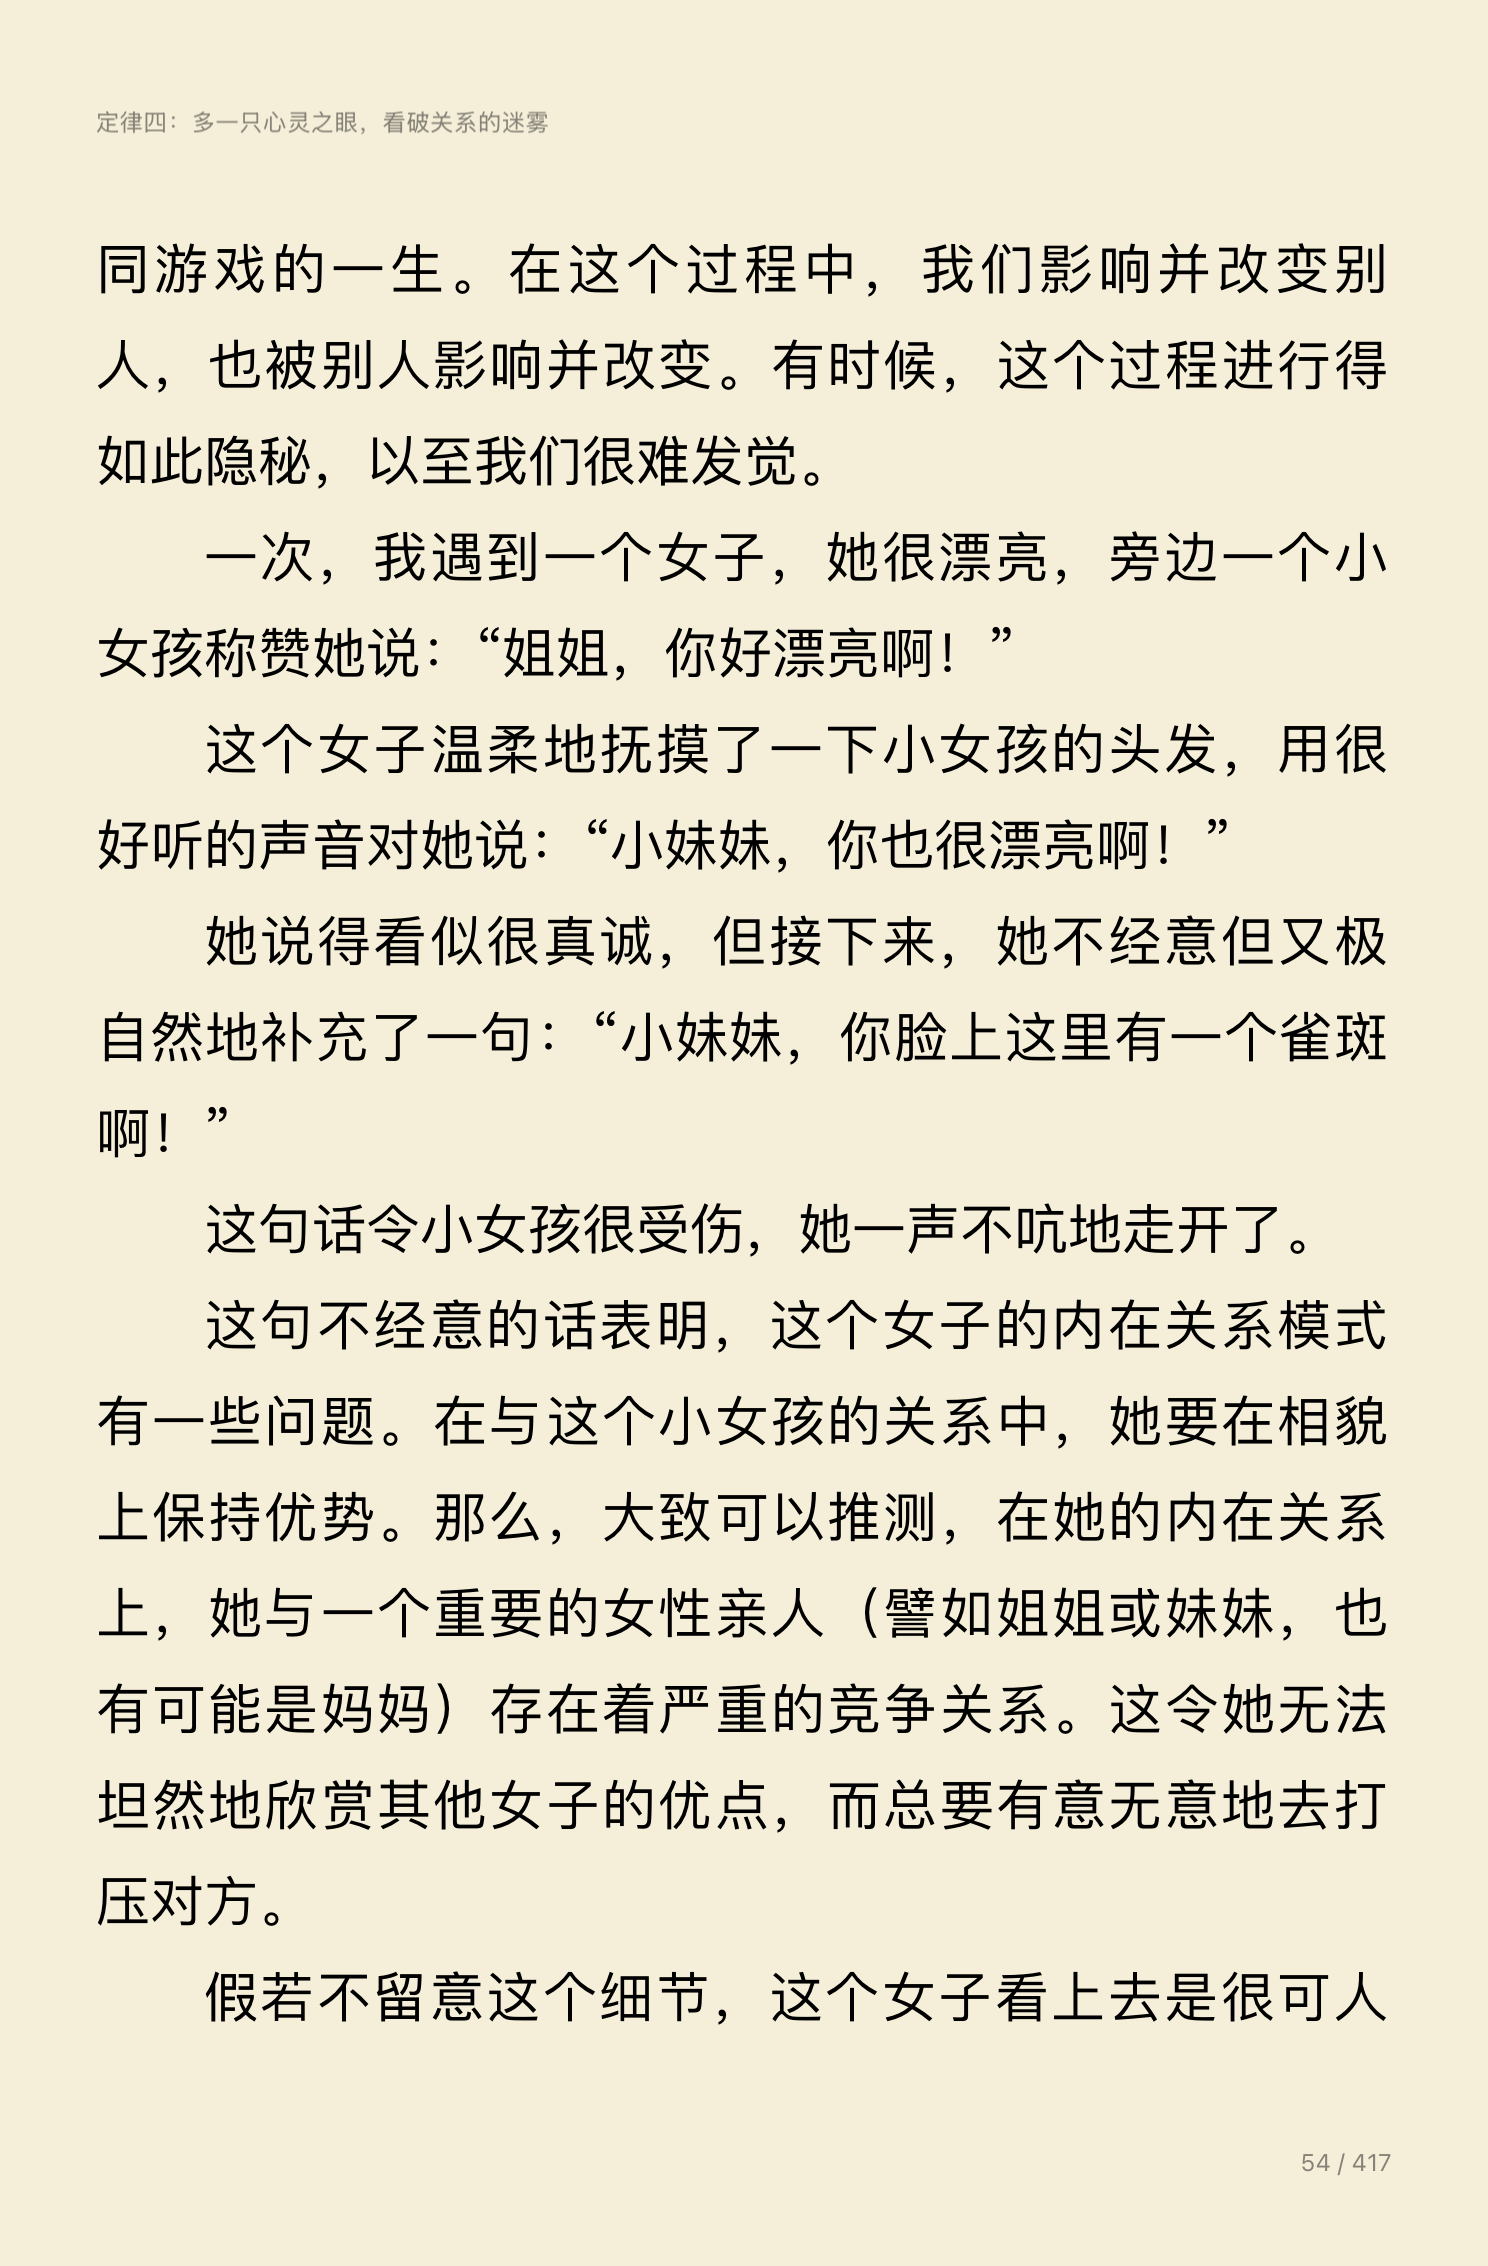 定律四：多一只心灵之眼，看破关系的迷雾
同游戏的一生。在这个过程中，我们影响并改变别
人，也被别人影响并改变。有时候，这个过程进行得
如此隐秘，以至我们很难发觉。
一次，我遇到一个女子，她很漂亮，旁边一个小
女孩称赞她说：“姐姐，你好漂亮啊！”
这个女子温柔地抚摸了一下小女孩的头发，用很
好听的声音对她说：“小妹妹，你也很漂亮啊！”
她说得看似很真诚，但接下来，她不经意但又极
自然地补充了一句：“小妹妹，你脸上这里有一个雀斑
啊！”
这句话令小女孩很受伤，她一声不吭地走开了。
这句不经意的话表明，这个女子的内在关系模式
有一些问题。在与这个小女孩的关系中，她要在相貌
上保持优势。那么，大致可以推测，在她的内在关系
上，她与一个重要的女性亲人（譬如姐姐或妹妹，也
有可能是妈妈）存在着严重的竞争关系。这令她无法
坦然地欣赏其他女子的优点，而总要有意无意地去打
压对方。
假若不留意这个细节，这个女子看上去是很可人
54 / 417